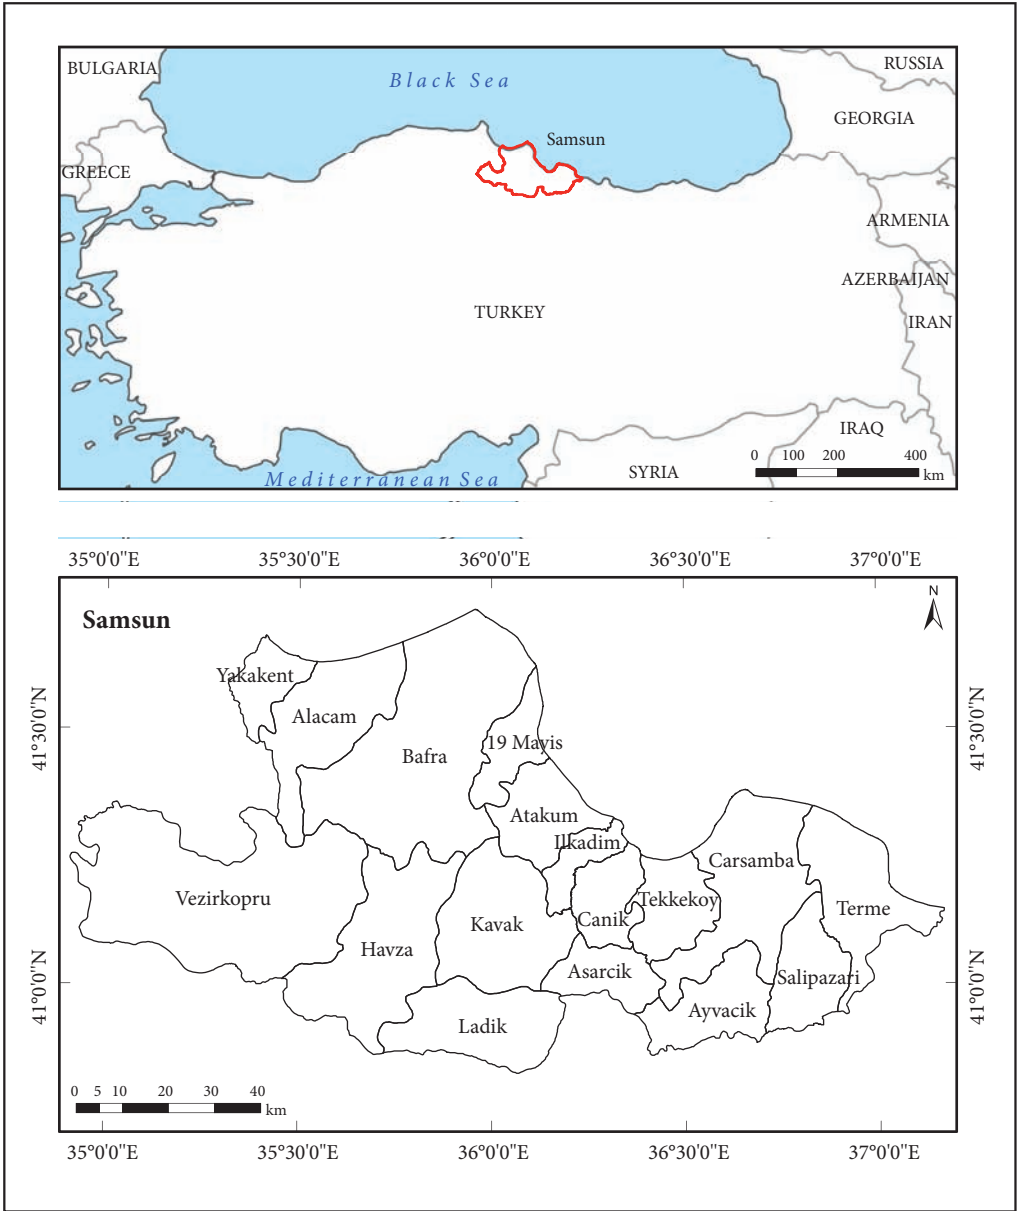 BULGARIA
Black Sea
RUSSIA
GEORGIA
Samsun
GREECE
ARMENIA
AZERBAIJAN
TURKEY
IRAN
IRAQ
SYRIA
Mediterranean Sea
0 100 200 400
km
35°0'0"E 35°30'0"E 36°0'0"E 36°30'0"E 37°0'0"E
Samsun
N
Yakakent
Alacam
41°30'0"N
41°30'0"N
19 Mayis
Bafra
Atakum
Ilkadim
Carsamba
Vezirkopru
Tekkekoy
Terme
Canik
Kavak
Havza
Asarcik
Salipazari
41°0'0"N
41°0'0"N
Ayvacik
Ladik
0 5 10 20 30 40
km
35°0'0"E 35°30'0"E 36°0'0"E 36°30'0"E 37°0'0"E